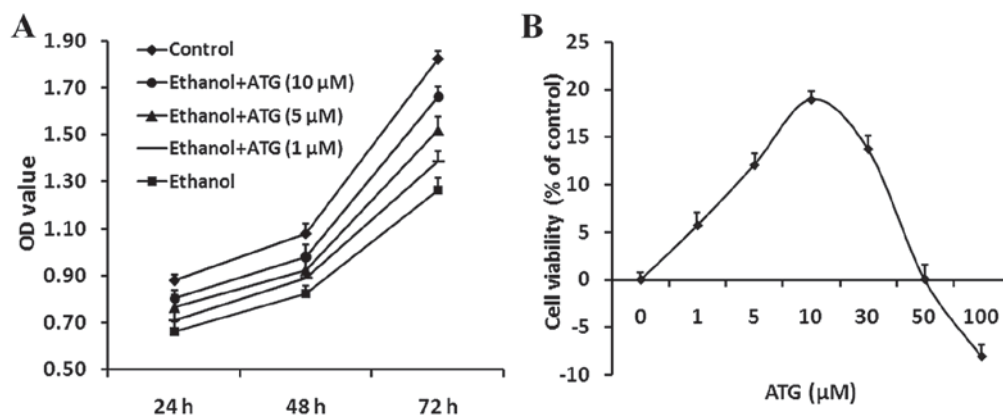 A
1.90
1.70
1.50
1.30
1.10
0.90
0.70
0.50
OD value
Control
Ethanol+ATG (10 µM)
Ethanol+ATG (5 µM)
Ethanol+ATG (1 µM)
Ethanol
24 h 48 h 72 h
B
25
20
15
10
5
0
-5
-10
Cell viability (% of control)
0 1 5 10 30 50 100
ATG (µM)